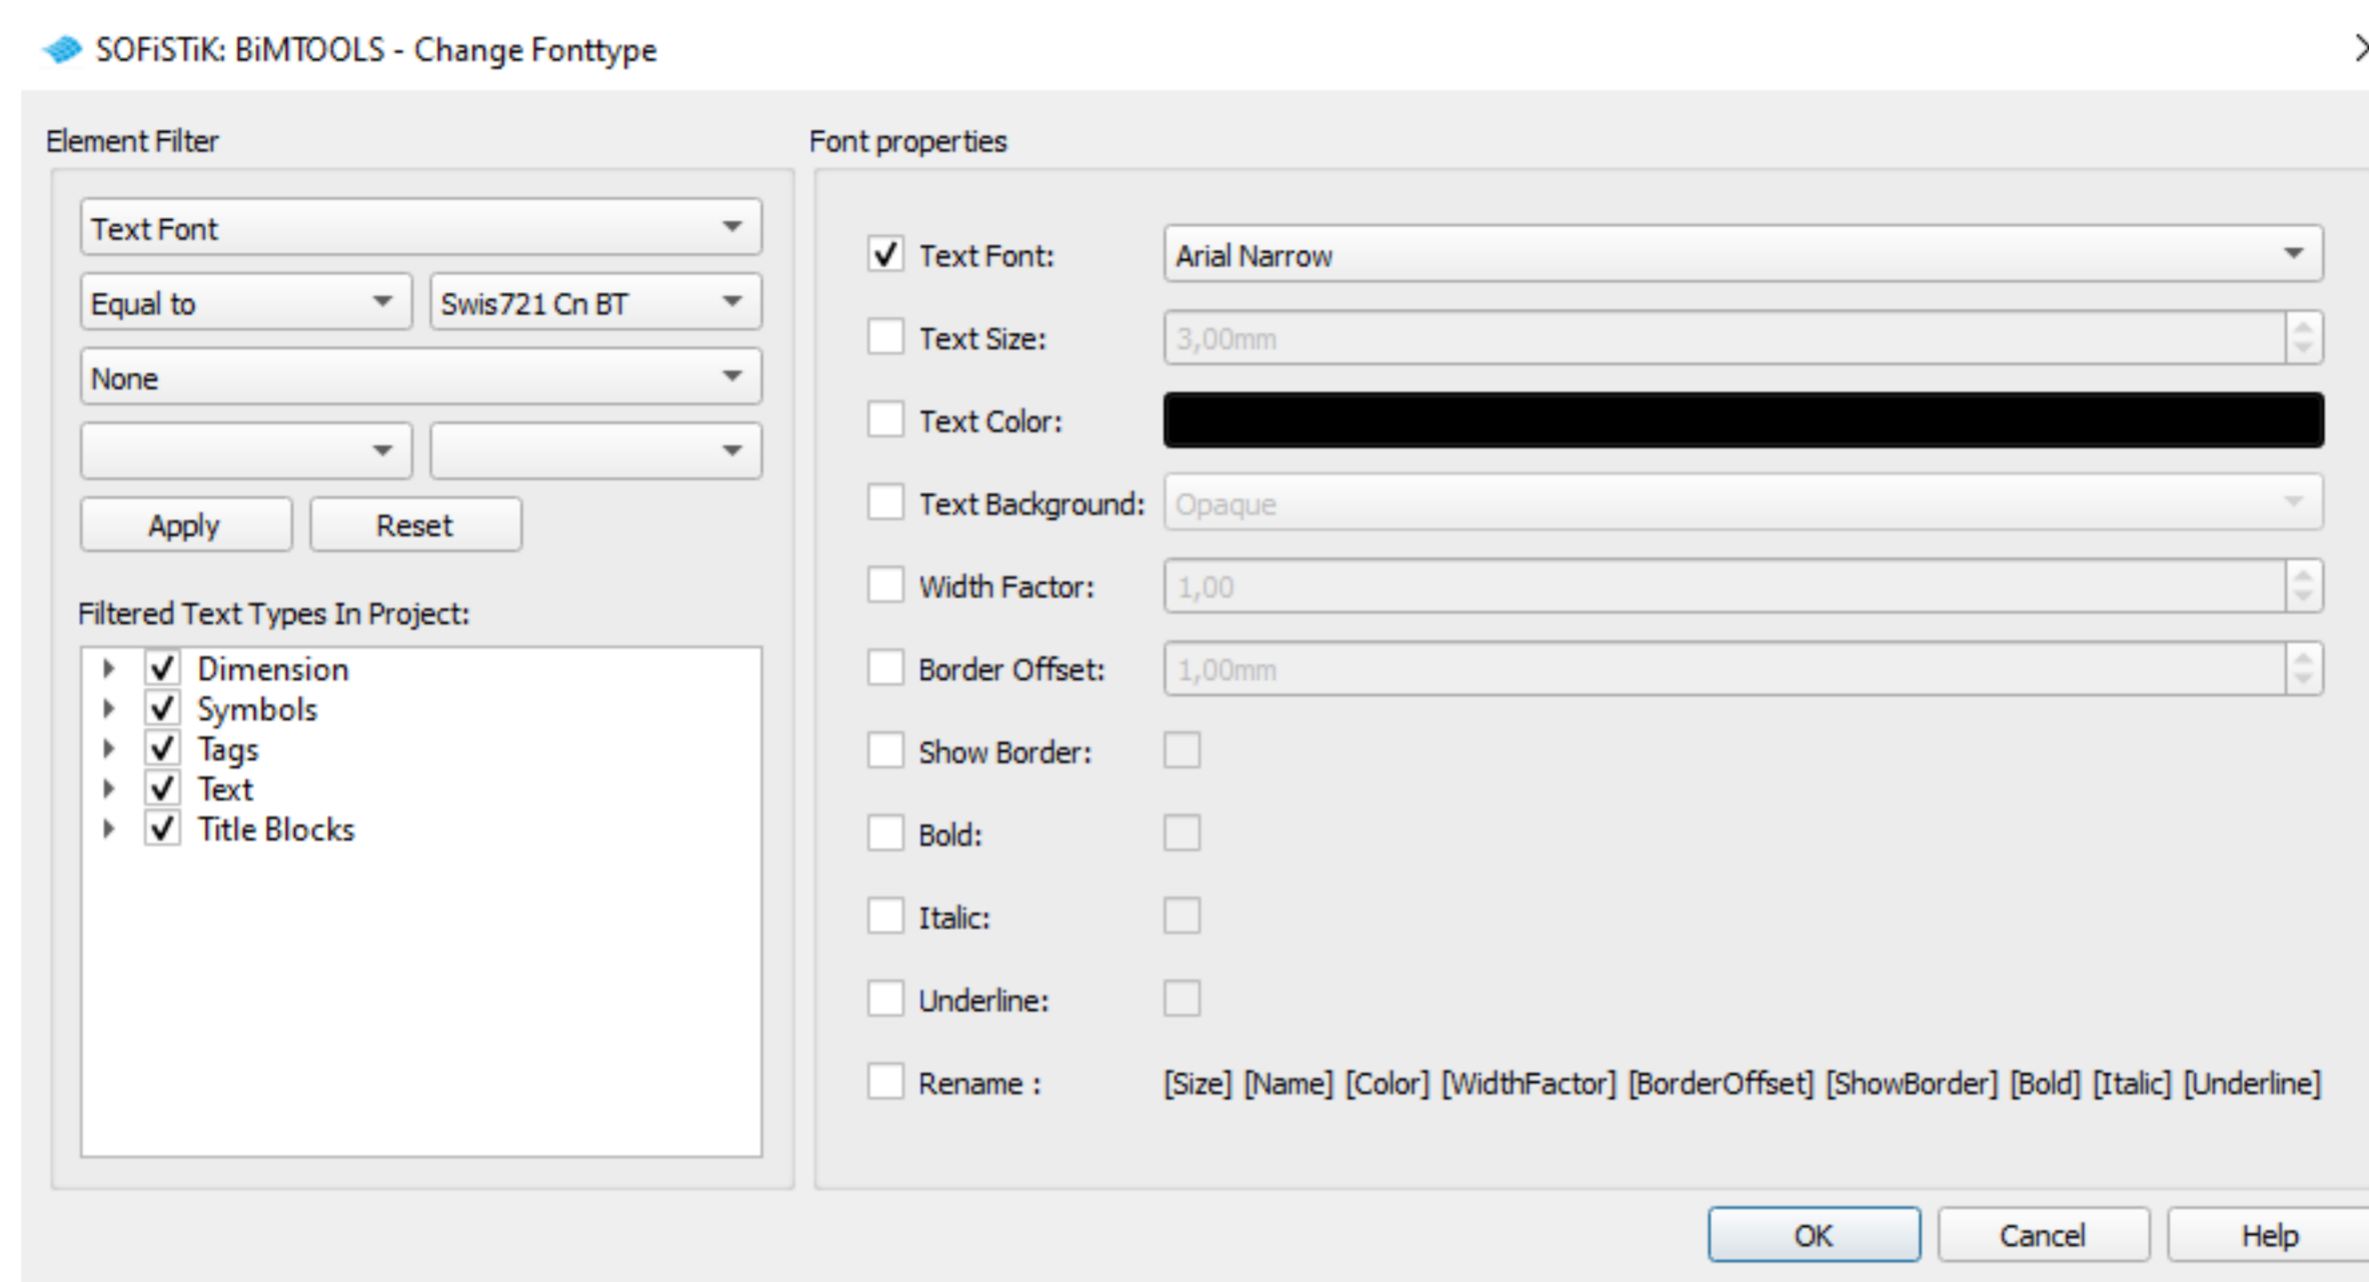 SOFiSTiK: BiMTOOLS - Change Fonttype
Element Filter
Text Font
Equal to
Swis721 Cn BT
None
Apply
Reset
Filtered Text Types In Project:
Dimension
Symbols
Tags
Text
Title Blocks
Font properties
Text Font:
Arial Narrow
Text Size:
3,00mm
Text Color:
Text Background:
Opaque
Width Factor:
1,00
Border Offset:
1,00mm
Show Border:
Bold:
Italic:
Underline:
Rename :
[Size] [Name] [Color] [WidthFactor] [BorderOffset] [ShowBorder] [Bold] [Italic] [Underline]
OK
Cancel
Help